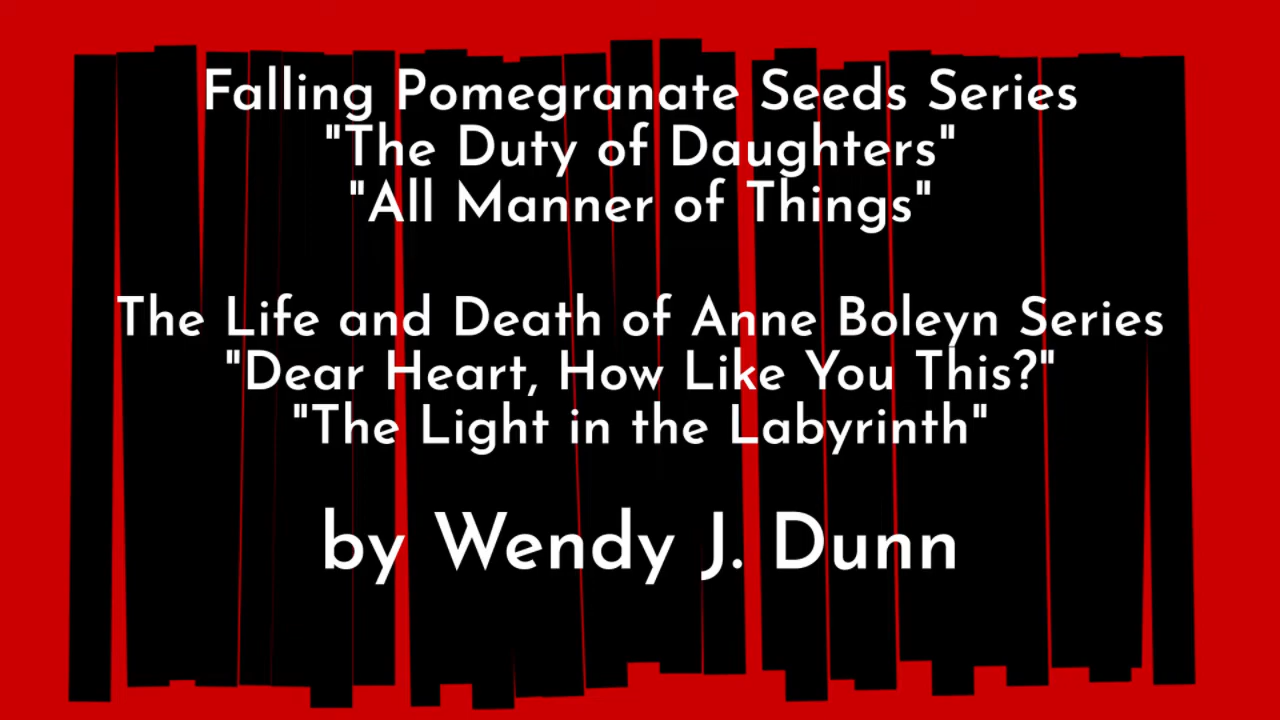 Falling Pomegranate Seeds Series
"The Duty of Daughters"
"All Manner of Things"
The Life and Death of Anne Boleyn Series
"Dear Heart, How Like You This?"
"The Light in the Labyrinth"
by Wendy J. Dunn